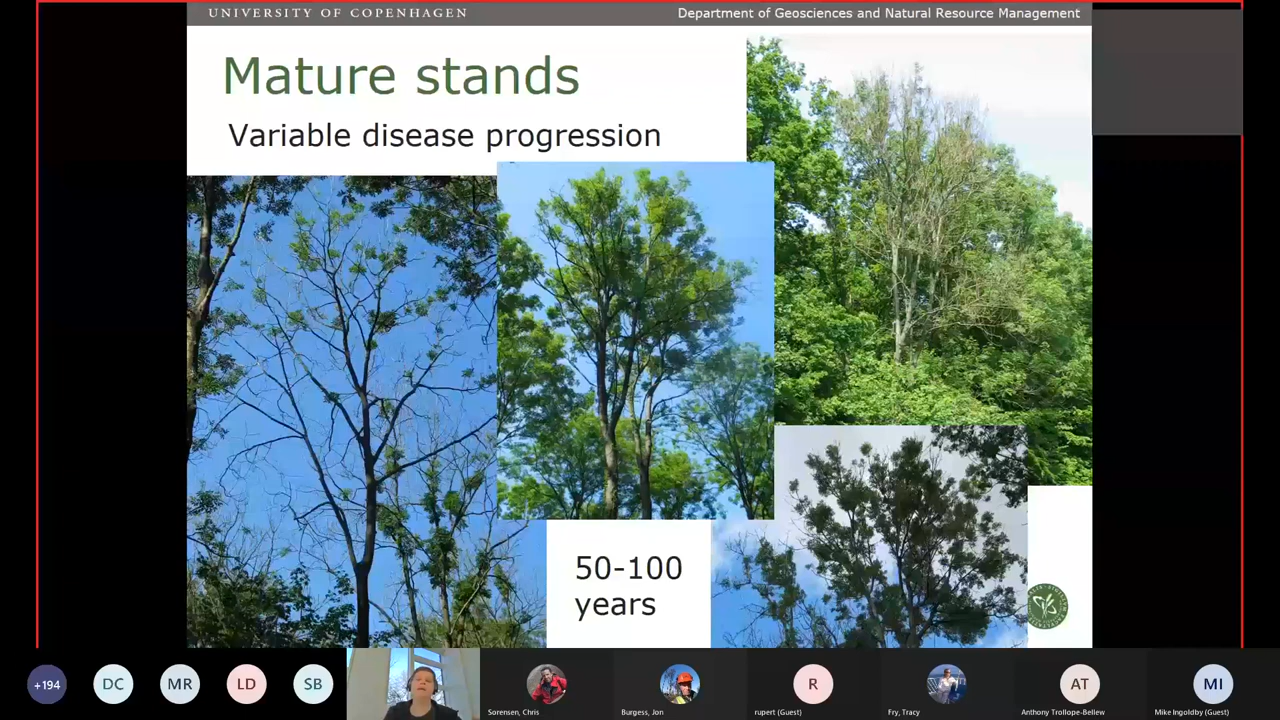 UNIVERSITY OF COPENHAGEN
Department of Geosciences and Natural Resource Management
Mature stands
Variable disease progression
50-100
years
+194
DC
MR
LD
SB
Sorensen, Chris
Burgess, Jon
R
rupert (Guest)
Fry, Tracy
AT
Anthony Trollope-Bellew
MI
Mike Ingoldby (Guest)